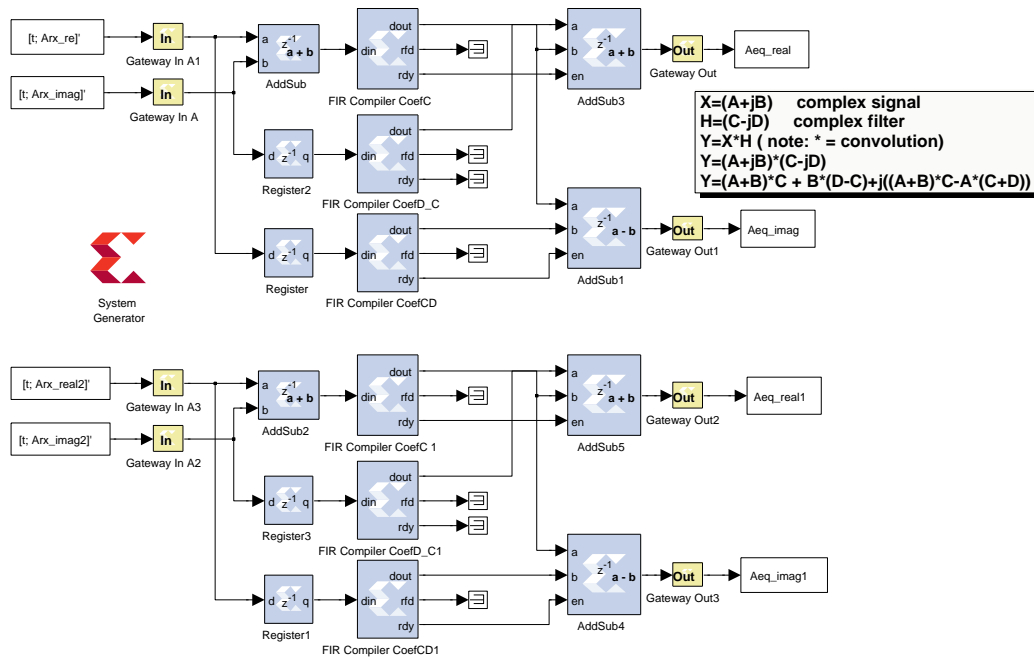 [t; Arx_re]'
In
Gateway In A1
a
b
z-1
a + b
AddSub
din
dout
rfd
rdy
FIR Compiler CoefC
a
b
en
z-1
a + b
AddSub3
Out
Gateway Out
Aeq_real
[t; Arx_imag]'
In
Gateway In A
X=(A+jB) complex signal
H=(C-jD) complex filter
Y=X*H ( note: * = convolution)
Y=(A+jB)*(C-jD)
Y=(A+B)*C + B*(D-C)+j((A+B)*C-A*(C+D))
d
z-1
q
Register2
din
dout
rfd
rdy
FIR Compiler CoefD_C
d
z-1
q
Register
din
dout
rfd
rdy
FIR Compiler CoefCD
a
b
en
z-1
a - b
AddSub1
Out
Gateway Out1
Aeq_imag
System
Generator
[t; Arx_real2]'
In
Gateway In A3
a
b
z-1
a + b
AddSub2
din
dout
rfd
rdy
FIR Compiler CoefC 1
a
b
en
z-1
a + b
AddSub5
Out
Gateway Out2
Aeq_real1
[t; Arx_imag2]'
In
Gateway In A2
d
z-1
q
Register3
din
dout
rfd
rdy
FIR Compiler CoefD_C1
d
z-1
q
Register1
din
dout
rfd
rdy
FIR Compiler CoefCD1
a
b
en
z-1
a - b
AddSub4
Out
Gateway Out3
Aeq_imag1